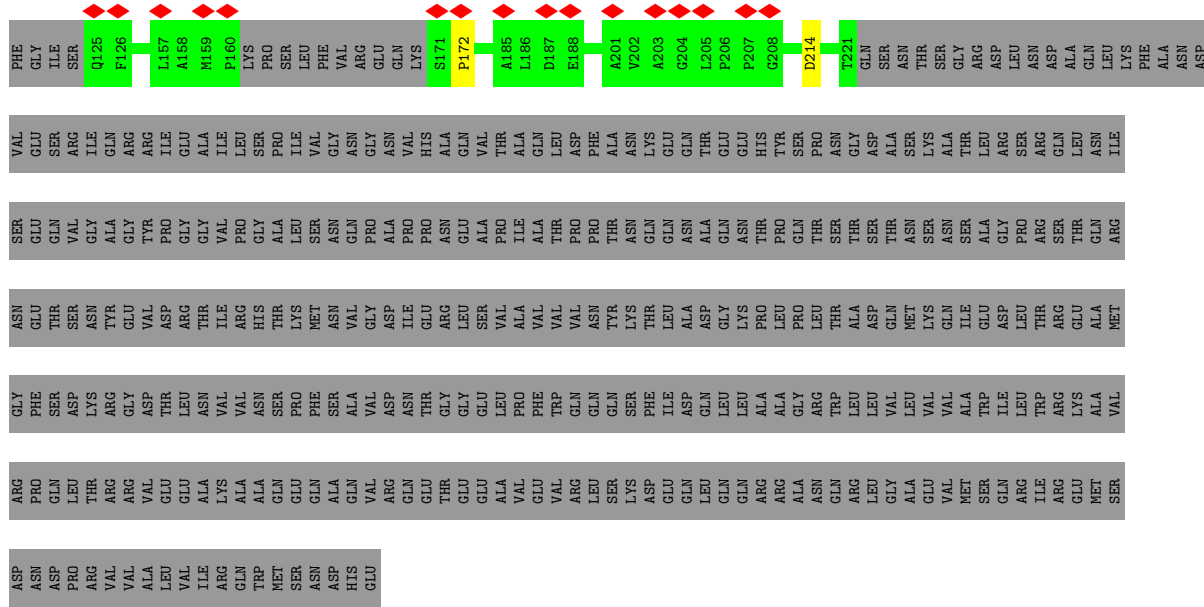 PHE GLY ILE SER Q125 F126 L157 A158 M159 P160 LYS PRO SER LEU PHE VAL ARG GLU GLN LYS S171 P172 A185 L186 D187 E188 A201 V202 A203 G204 L205 P206 P207 G208 D214 T221 GLN SER ASN THR SER GLY ARG ASP LEU ASN ASP ALA GLN LEU LYS PHE ALA ASN ASP
VAL GLU SER ARG ILE GLN ARG ARG ILE GLU ALA ILE LEU SER PRO ILE VAL GLY ASN GLY ASN VAL HIS ALA GLN VAL THR ALA GLN LEU ASP PHE ALA ASN LYS GLU GLN THR GLU GLU HIS TYR SER PRO ASN GLY ASP ALA SER LYS ALA THR LEU ARG SER ARG GLN LEU ASN ILE
SER GLU GLN VAL GLY ALA GLY TYR PRO GLY GLY VAL PRO GLY ALA LEU SER ASN GLN PRO ALA PRO PRO ASN GLU ALA PRO ILE ALA THR PRO PRO THR ASN GLN GLN ASN ALA GLN ASN THR PRO GLN THR SER THR SER THR ASN SER ASN SER ALA GLY PRO ARG SER THR GLN ARG
ASN GLU THR SER ASN TYR GLU VAL ASP ARG THR ILE ARG HIS THR LYS MET ASN VAL GLY ASP ILE GLU ARG LEU SER VAL ALA VAL VAL VAL ASN TYR LYS THR LEU ALA ASP GLY LYS PRO LEU PRO LEU THR ALA ASP GLN MET LYS GLN ILE GLU ASP LEU THR ARG GLU ALA MET
GLY PHE SER ASP LYS ARG GLY ASP THR LEU ASN VAL VAL ASN SER PRO PHE SER ALA VAL ASP ASN THR GLY GLY GLU LEU PRO PHE TRP GLN GLN GLN SER PHE ILE ASP GLN LEU LEU ALA ALA GLY ARG TRP LEU LEU VAL LEU VAL VAL ALA TRP ILE LEU TRP ARG LYS ALA VAL
ARG PRO GLN LEU THR ARG ARG VAL GLU GLU ALA LYS ALA ALA GLN GLU GLN ALA GLN VAL ARG GLN GLU THR GLU GLU ALA VAL GLU VAL ARG LEU SER LYS ASP GLU GLN LEU GLN GLN ARG ARG ALA ASN GLN ARG LEU GLY ALA GLU VAL MET SER GLN ARG ILE ARG GLU MET SER
ASP ASN ASP PRO ARG VAL VAL ALA LEU VAL ILE ARG GLN TRP MET SER ASN ASP HIS GLU